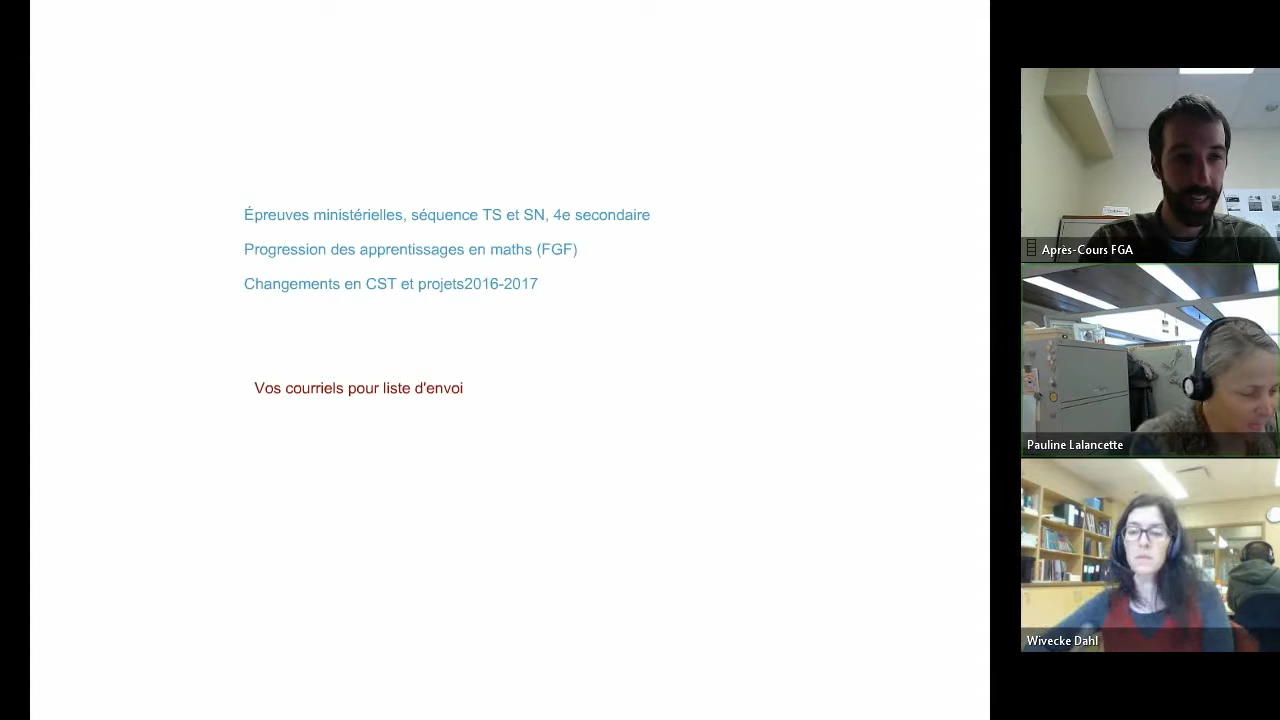 Épreuves ministérielles, séquence TS et SN, 4e secondaire
Progression des apprentissages en maths (FGF)
Changements en CST et projets2016-2017
Vos courriels pour liste d'envoi
Après-Cours FGA
Pauline Lalancette
Wivecke Dahl